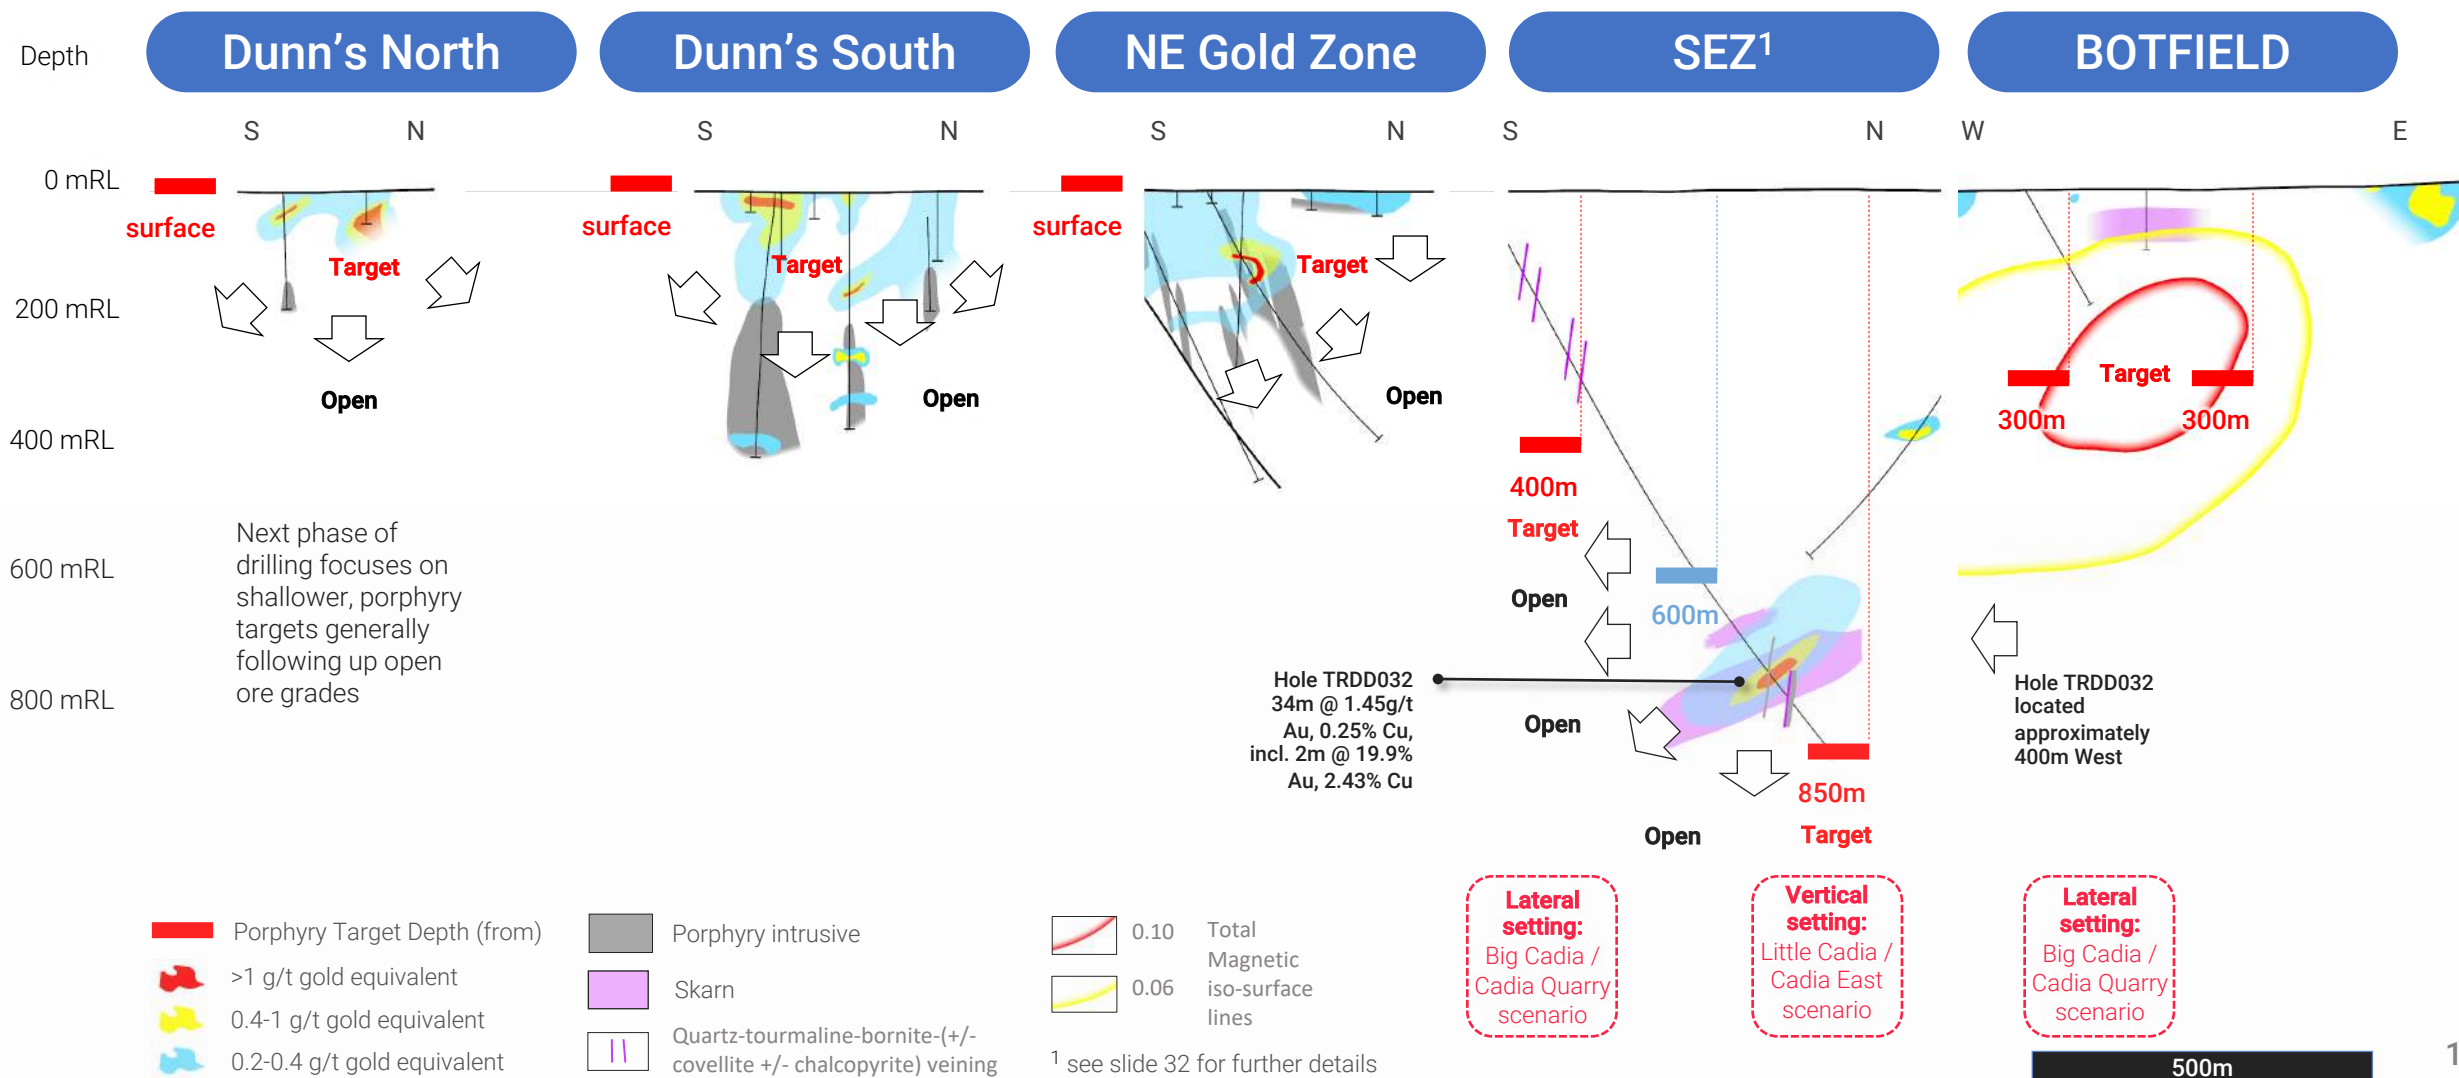 Depth
Dunn's North
Dunn's South
NE Gold Zone
SEZ1
BOTFIELD
S
N
S
N
S
N
S
N
W
E
0 mRL
200 mRL
400 mRL
600 mRL
800 mRL
surface
Target
Open
Next phase of
drilling focuses on
shallower, porphyry
targets generally
following up open
ore grades
surface
Target
Open
surface
Target
Open
400m
Target
Open
600m
Open
Hole TRDD032
34m @ 1.45g/t
Au, 0.25% Cu,
incl. 2m @ 19.9%
Au, 2.43% Cu
850m
Target
Open
Target
300m
300m
Hole TRDD032
located
approximately
400m West
Lateral
setting:
Big Cadia /
Cadia Quarry
scenario
Vertical
setting:
Little Cadia /
Cadia East
scenario
Lateral
setting:
Big Cadia /
Cadia Quarry
scenario
Porphyry Target Depth (from)
>1 g/t gold equivalent
0.4-1 g/t gold equivalent
0.2-0.4 g/t gold equivalent
Porphyry intrusive
Skarn
Quartz-tourmaline-bornite-(+/-
covellite +/- chalcopyrite) veining
0.10
0.06
Total
Magnetic
iso-surface
lines
1 see slide 32 for further details
500m
1